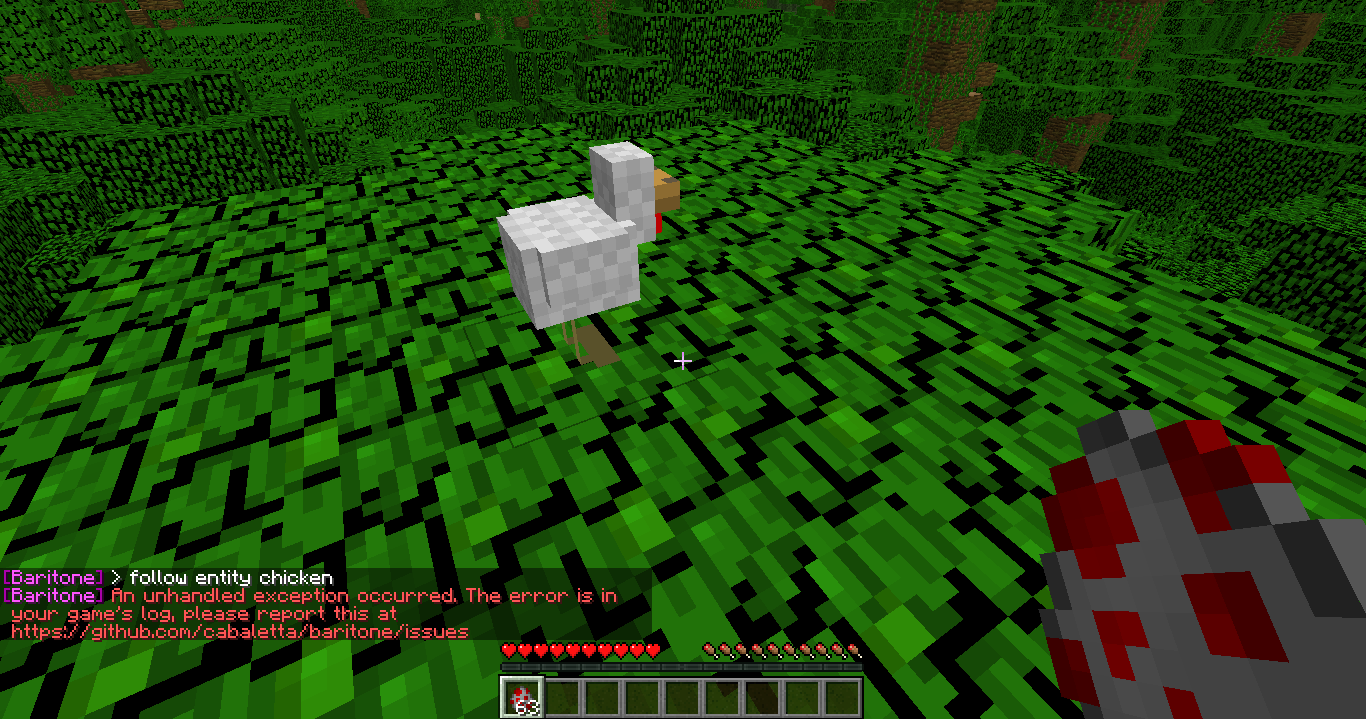 [Baritone] > follow entity chicken
[Baritone] An unhandled exception occurred. The error is in
your game's log, please report this at
https://github.com/cabaletta/baritone/issues
63